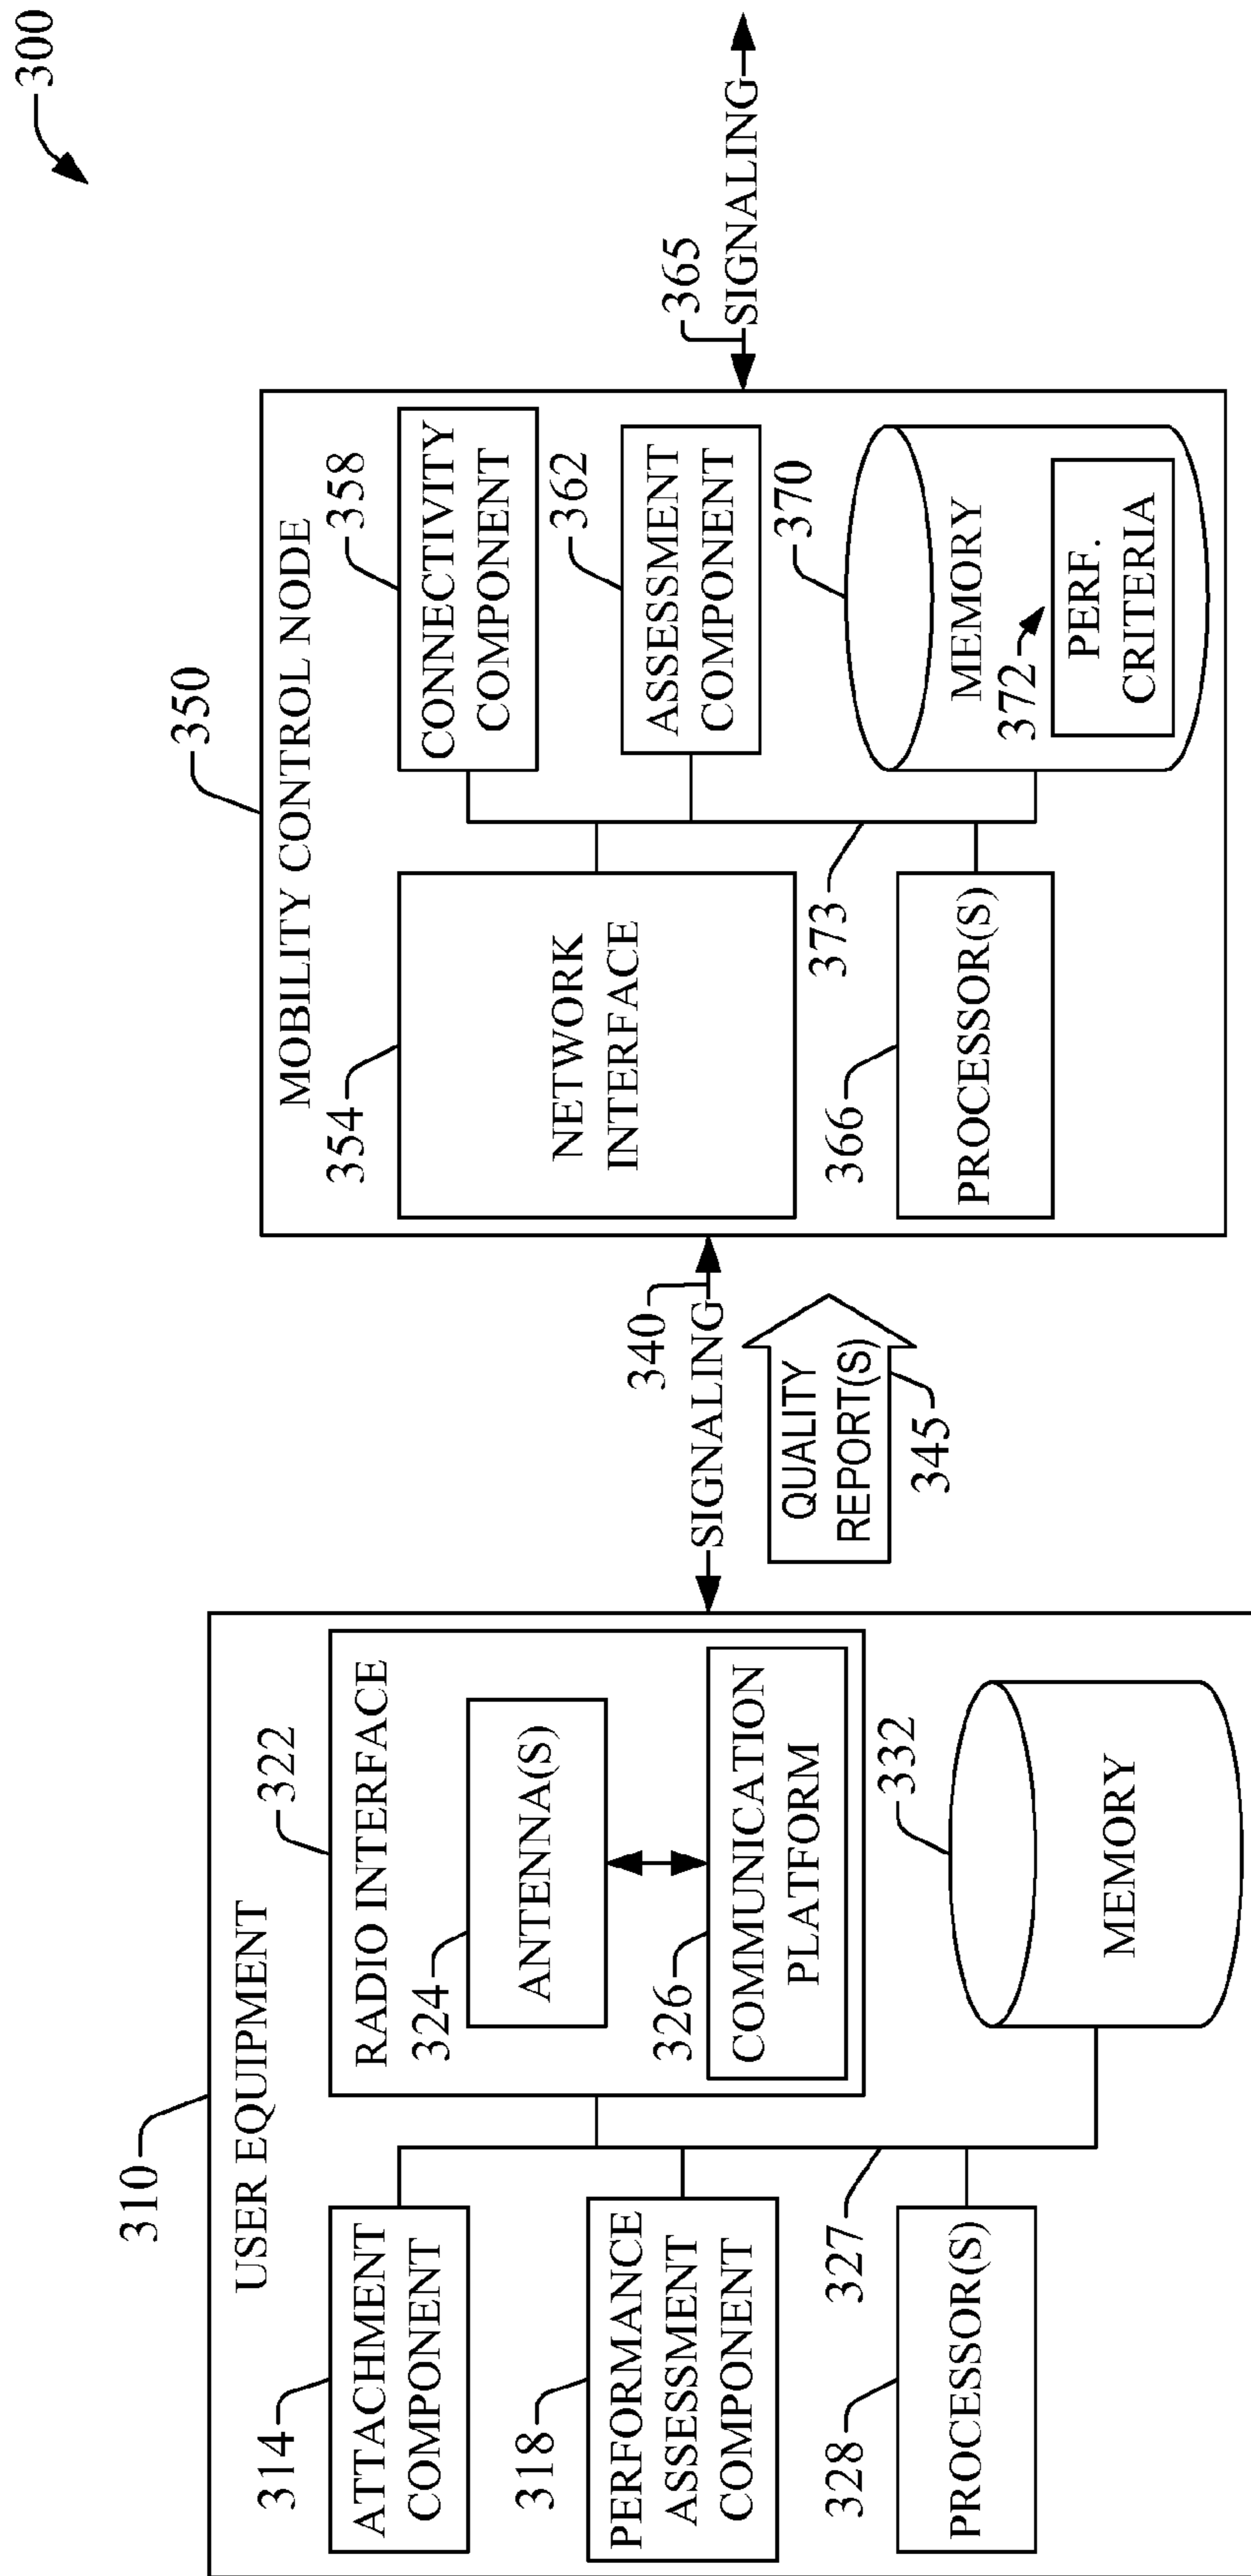 300
310
USER EQUIPMENT
314
ATTACHMENT
COMPONENT
318
PERFORMANCE
ASSESSMENT
COMPONENT
328
PROCESSOR(S)
327
322
RADIO INTERFACE
324
ANTENNA(S)
326
COMMUNICATION
PLATFORM
332
MEMORY
340
SIGNALING
QUALITY
REPORT(S)
345
350
MOBILITY CONTROL NODE
354
NETWORK
INTERFACE
366
PROCESSOR(S)
373
358
CONNECTIVITY
COMPONENT
362
ASSESSMENT
COMPONENT
370
MEMORY
372
PERF.
CRITERIA
365
SIGNALING